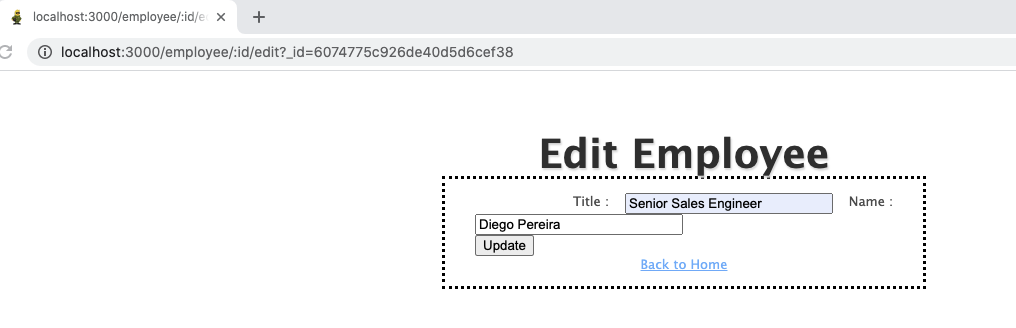 localhost:3000/employee/:id/e
localhost:3000/employee/:id/edit?_id=6074775c926de40d5d6cef38
Edit Employee
Title : Senior Sales Engineer Name :
Diego Pereira
Update
Back to Home